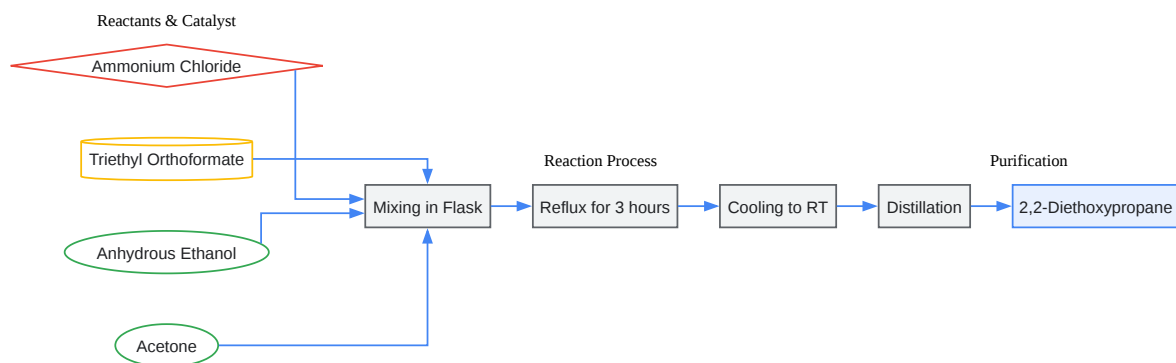 Reactants & Catalyst
Ammonium Chloride
Triethyl Orthoformate
Anhydrous Ethanol
Acetone
Reaction Process
Mixing in Flask
Reflux for 3 hours
Cooling to RT
Purification
Distillation
2,2-Diethoxypropane